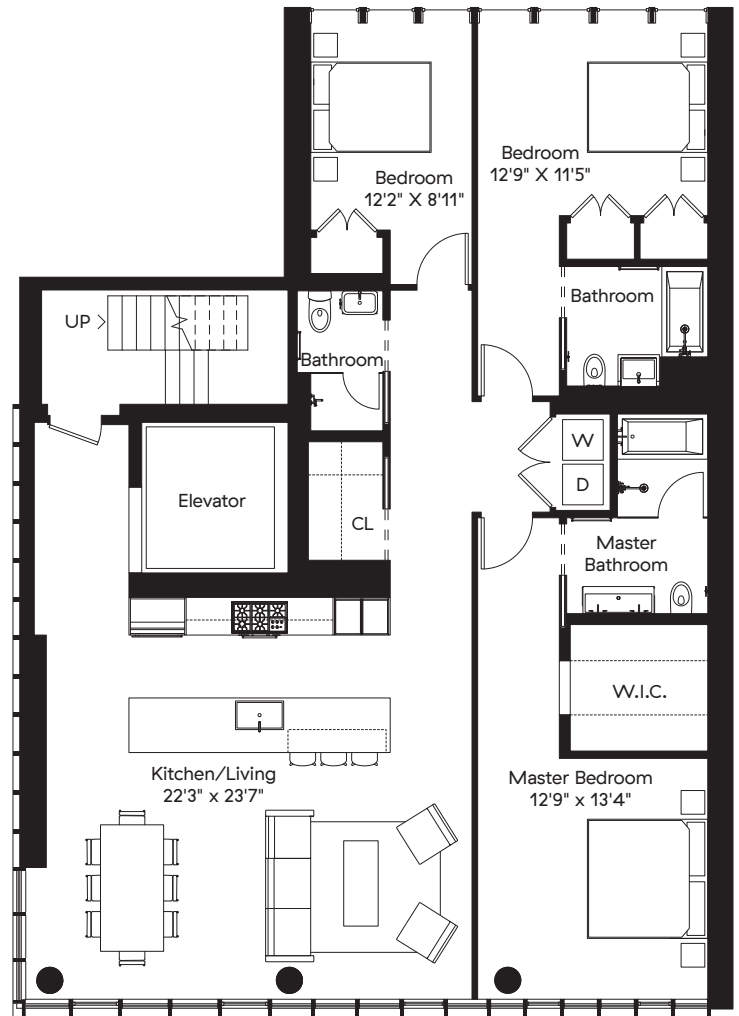 Bedroom
12'2" X 8'11"
Bedroom
12'9" X 11'5"
UP
Bathroom
Bathroom
W
D
Elevator
CL
Master
Bathroom
W.I.C.
Kitchen/Living
22'3" x 23'7"
Master Bedroom
12'9" x 13'4"